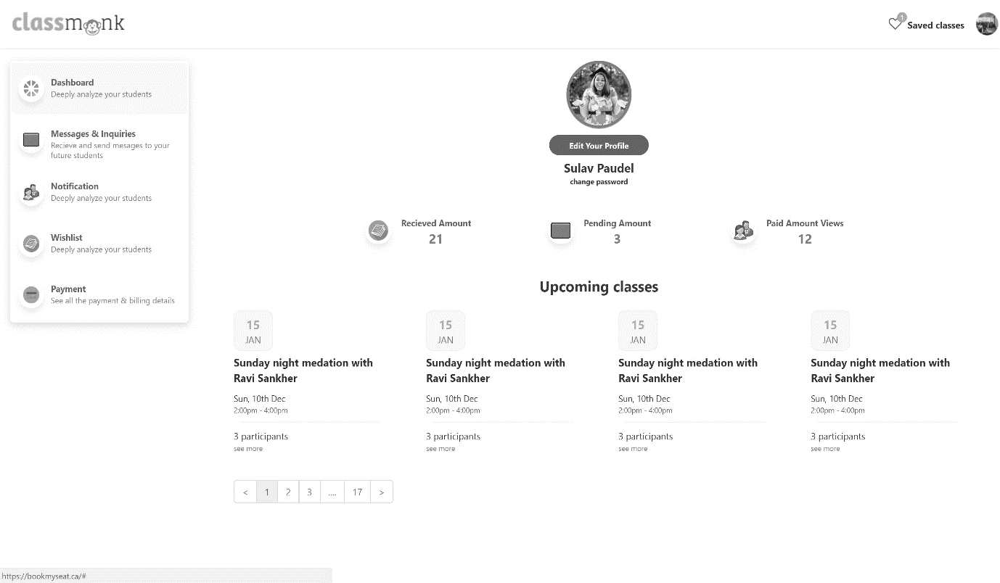 classmonk
1
Saved classes
Dashboard
Deeply analyze your students
Messages & Inquiries
Recieve and send mesages to your
future students
Notification
Deeply analyze your students
Wishlist
Deeply analyze your students
Payment
See all the payment & billing details
Edit Your Profile
Sulav Paudel
change password
Recieved Amount
21
Pending Amount
3
Paid Amount Views
12
Upcoming classes
15
JAN
Sunday night medation with
Ravi Sankher
Sun, 10th Dec
2:00pm - 4:00pm
3 participants
see more
15
JAN
Sunday night medation with
Ravi Sankher
Sun, 10th Dec
2:00pm - 4:00pm
3 participants
see more
15
JAN
Sunday night medation with
Ravi Sankher
Sun, 10th Dec
2:00pm - 4:00pm
3 participants
see more
15
JAN
Sunday night medation with
Ravi Sankher
Sun, 10th Dec
2:00pm - 4:00pm
3 participants
see more
< 1 2 3 .... 17 >
https://bookmyseat.ca/#